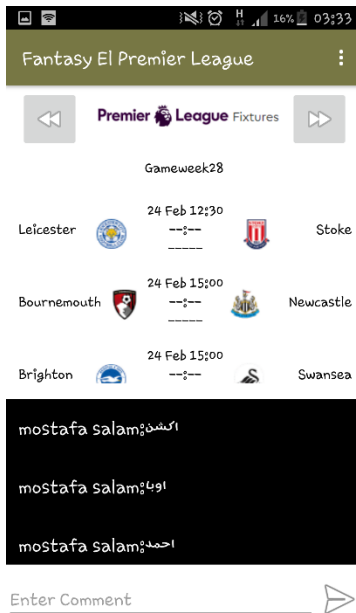 H 16% 03:33
Fantasy El Premier League
Premier League Fixtures
Gameweek28
24 Feb 12:30
Leicester --:-- Stoke
-----
24 Feb 15:00
Bournemouth --:-- Newcastle
-----
24 Feb 15:00
Brighton --:-- Swansea
mostafa salam:اكشن
mostafa salam:اوبا
mostafa salam:احمد
Enter Comment